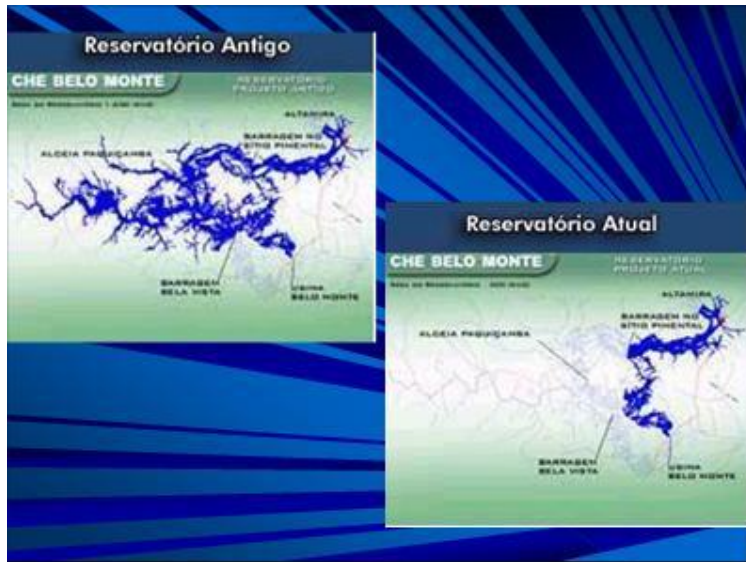 Reservatório Antigo
CHE BELO MONTE
RESERVATÓRIO
PROJETO ANTIGO
ALTAMIRA
BARRAGEM NO
SÍTIO PIMENTAL
ALDEIA PAQUIÇAMBA
BARRAGEM
BELA VISTA
USINA
BELO MONTE
Reservatório Atual
CHE BELO MONTE
RESERVATÓRIO
PROJETO ATUAL
ALTAMIRA
BARRAGEM NO
SÍTIO PIMENTAL
ALDEIA PAQUIÇAMBA
BARRAGEM
BELA VISTA
USINA
BELO MONTE